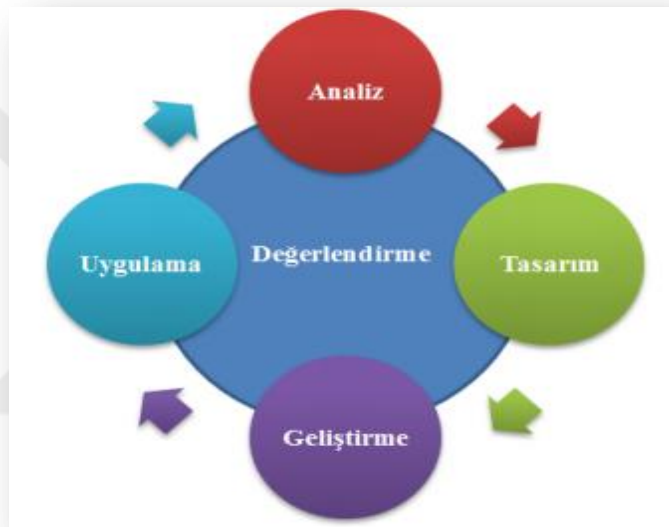 Analiz
Uygulama
Değerlendirme
Tasarım
Geliştirme